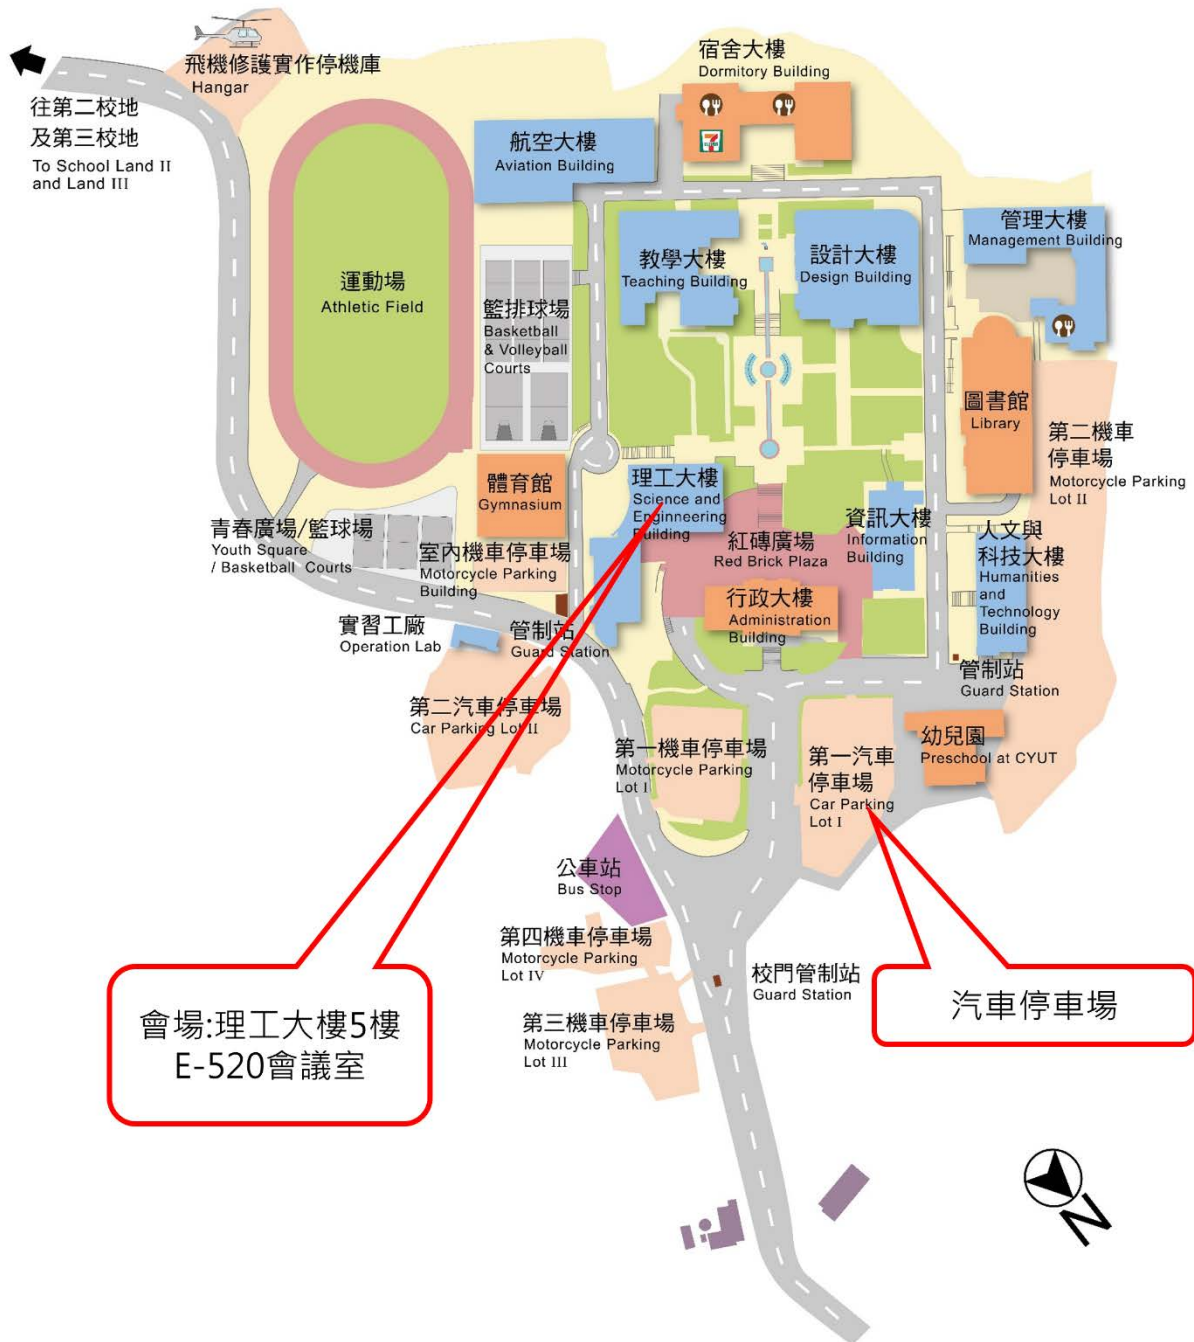 飛機修護實作停機庫
Hangar
往第二校地
及第三校地
To School Land II
and Land III
宿舍大樓
Dormitory Building
7
ELEVEN
航空大樓
Aviation Building
運動場
Athletic Field
籃排球場
Basketball
& Volleyball
Courts
教學大樓
Teaching Building
設計大樓
Design Building
管理大樓
Management Building
圖書館
Library
第二機車
停車場
Motorcycle Parking
Lot II
體育館
Gymnasium
理工大樓
Science and
Enginneering
Building
資訊大樓
Information
Building
紅磚廣場
Red Brick Plaza
人文與
科技大樓
Humanities
and
Technology
Building
青春廣場/籃球場
Youth Square
/ Basketball Courts
室內機車停車場
Motorcycle Parking
Building
行政大樓
Administration
Building
實習工廠
Operation Lab
管制站
Guard Station
管制站
Guard Station
第二汽車停車場
Car Parking Lot II
第一機車停車場
Motorcycle Parking
Lot I
第一汽車
停車場
Car Parking
Lot I
幼兒園
Preschool at CYUT
公車站
Bus Stop
第四機車停車場
Motorcycle Parking
Lot IV
校門管制站
Guard Station
第三機車停車場
Motorcycle Parking
Lot III
會場:理工大樓5樓
E-520會議室
汽車停車場
N